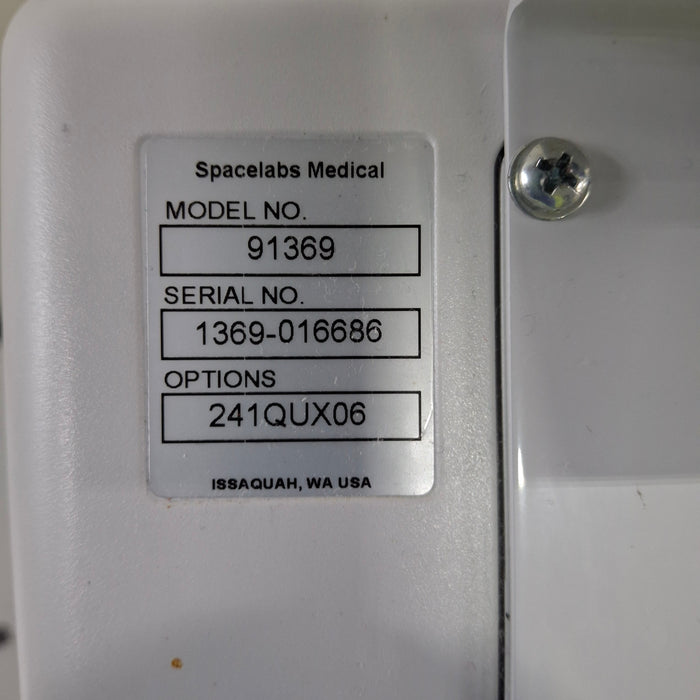 Spacelabs Medical
MODEL NO.
91369
SERIAL NO.
1369-016686
OPTIONS
241QUX06
ISSAQUAH, WA USA